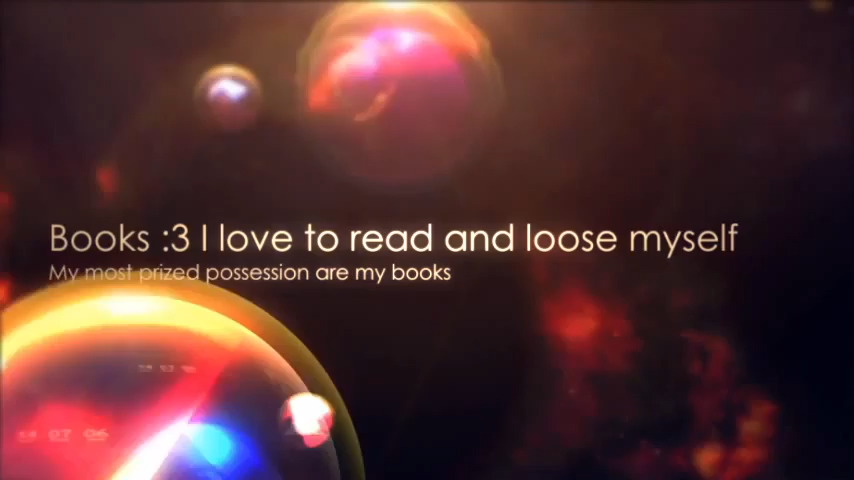 Books :3 I love to read and loose myself
My most prized possession are my books